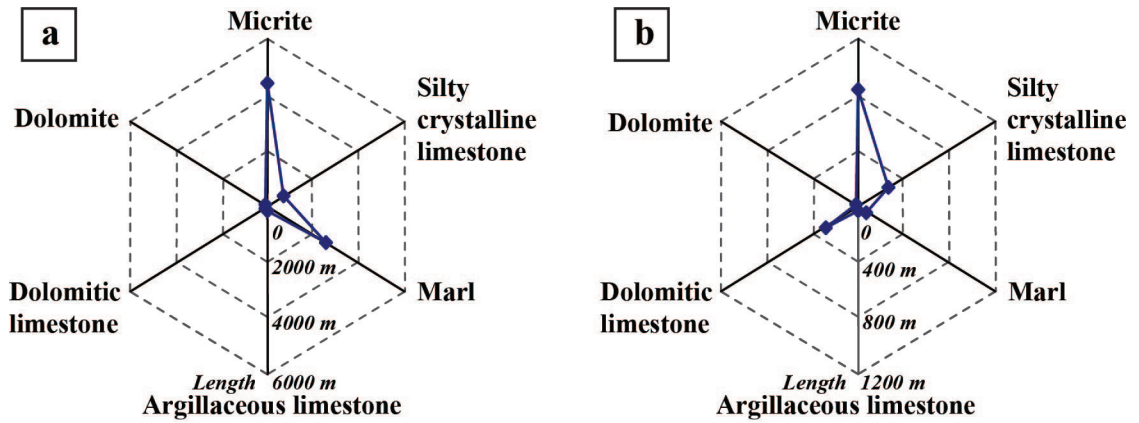 a
Micrite
Silty
crystalline
limestone
Dolomite
0
2000 m
Marl
Dolomitic
limestone
4000 m
Length 6000 m
Argillaceous limestone
b
Micrite
Silty
crystalline
limestone
Dolomite
0
400 m
Marl
Dolomitic
limestone
800 m
Length 1200 m
Argillaceous limestone